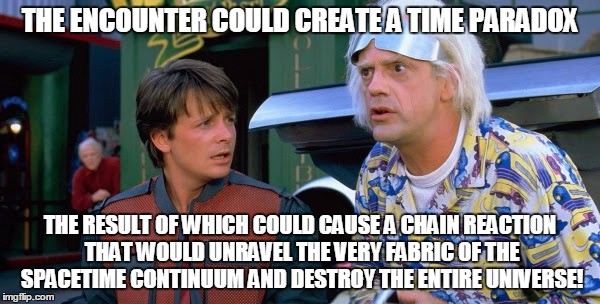 THE ENCOUNTER COULD CREATE A TIME PARADOX
THE RESULT OF WHICH COULD CAUSE A CHAIN REACTION
THAT WOULD UNRAVEL THE VERY FABRIC OF THE
SPACETIME CONTINUUM AND DESTROY THE ENTIRE UNIVERSE!
imgflip.com